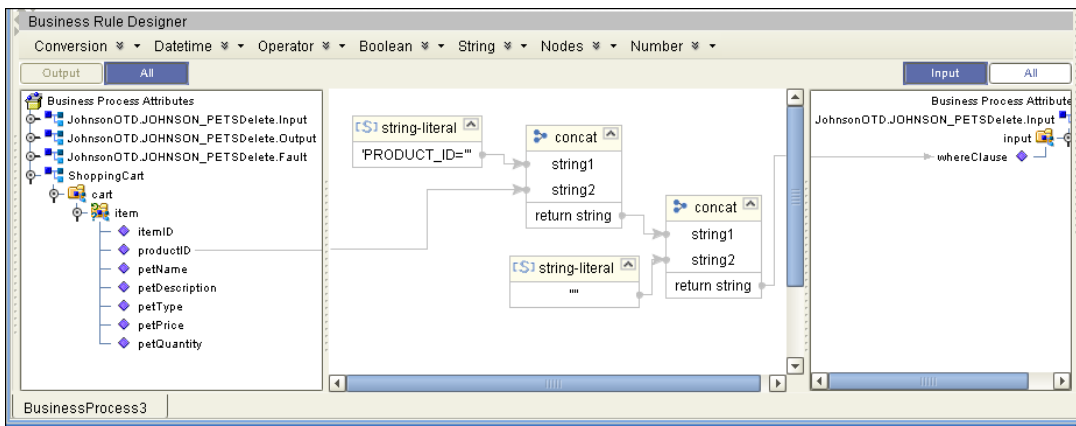 Business Rule Designer
Conversion Datetime Operator Boolean String Nodes Number
Output All Input All
Business Process Attributes
JohnsonOTD.JOHNSON_PETSDelete.Input
JohnsonOTD.JOHNSON_PETSDelete.Output
JohnsonOTD.JOHNSON_PETSDelete.Fault
ShoppingCart
cart
item
itemID
productID
petName
petDescription
petType
petPrice
petQuantity
[S] string-literal
'PRODUCT_ID='"
concat
string1
string2
return string
[S] string-literal
""
concat
string1
string2
return string
Business Process Attribute
JohnsonOTD.JOHNSON_PETSDelete.Input
input
whereClause
BusinessProcess3